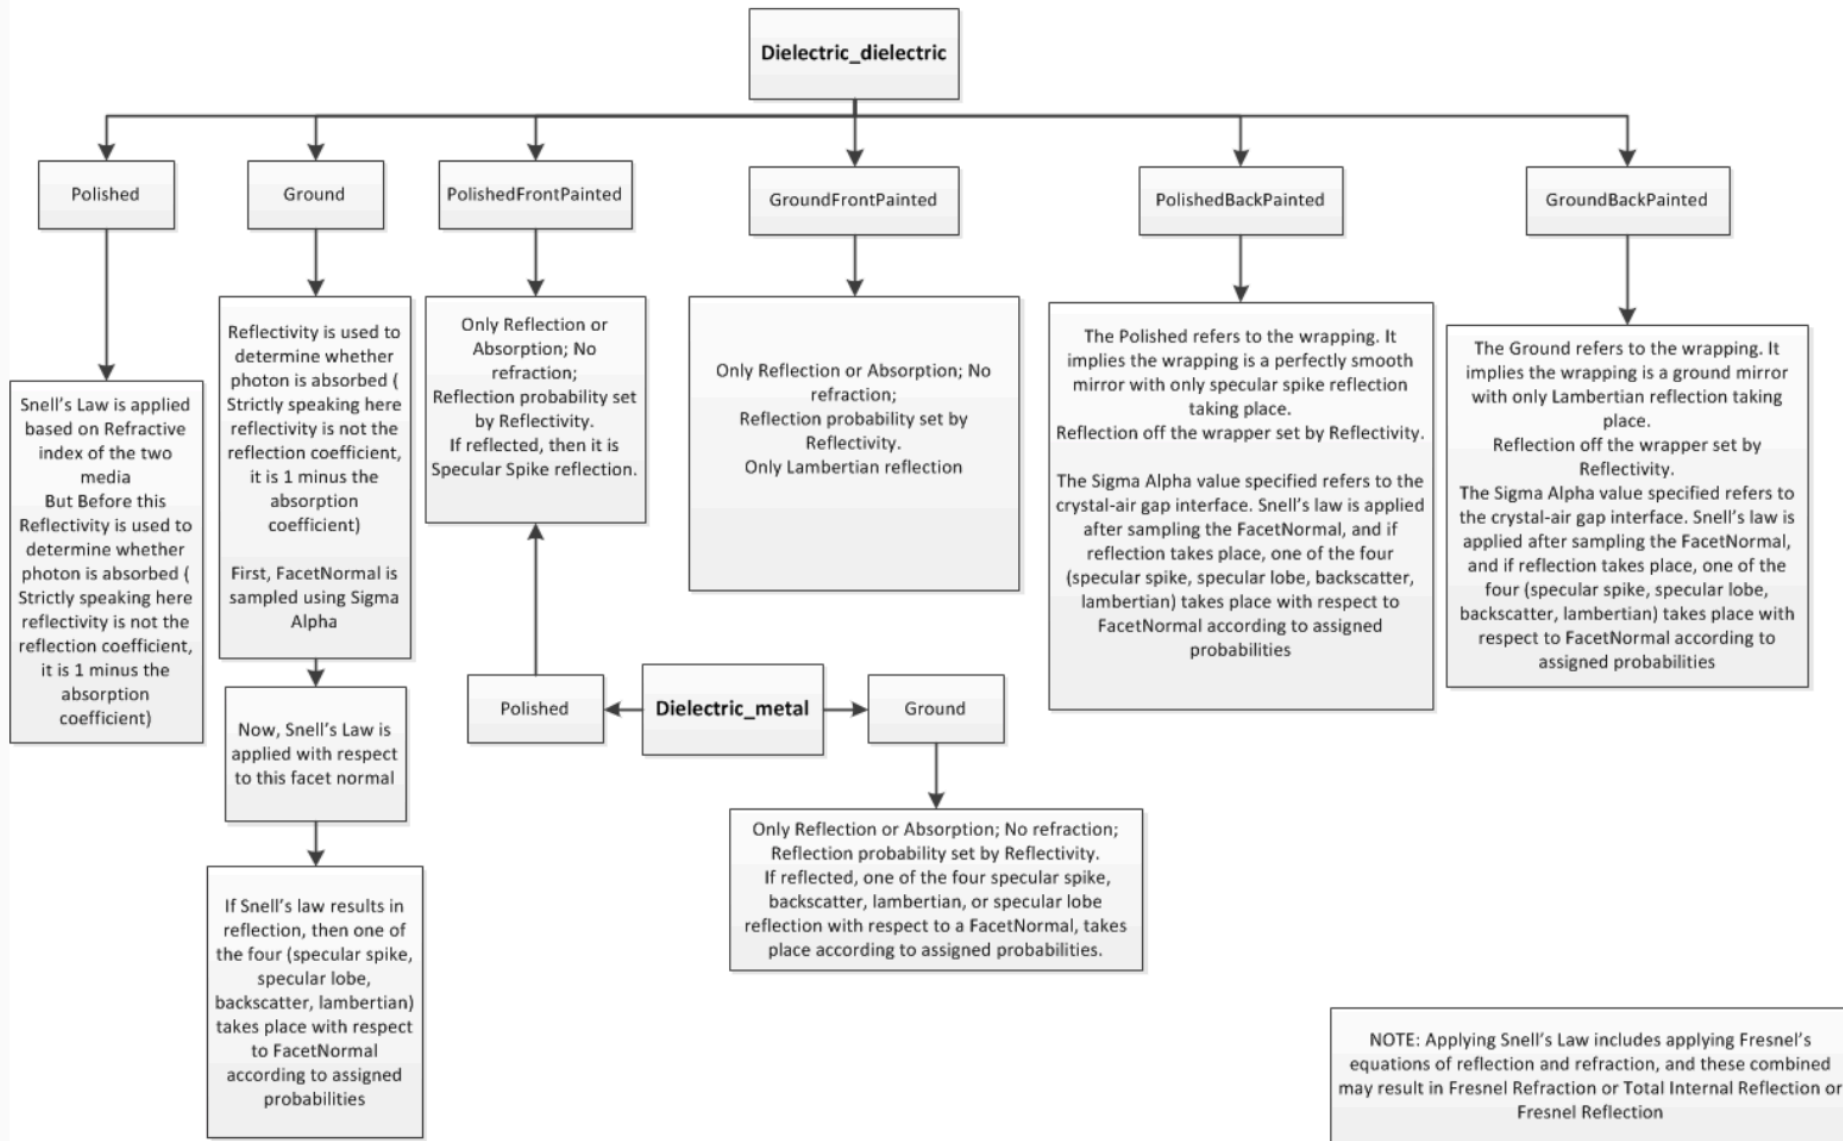 Dielectric_dielectric
Polished
Ground
PolishedFrontPainted
GroundFrontPainted
PolishedBackPainted
GroundBackPainted
Snell's Law is applied
based on Refractive
index of the two
media
But Before this
Reflectivity is used to
determine whether
photon is absorbed (
Strictly speaking here
reflectivity is not the
reflection coefficient,
it is 1 minus the
absorption
coefficient)
Reflectivity is used to
determine whether
photon is absorbed (
Strictly speaking here
reflectivity is not the
reflection coefficient,
it is 1 minus the
absorption
coefficient)
First, FacetNormal is
sampled using Sigma
Alpha
Now, Snell's Law is
applied with respect
to this facet normal
If Snell's law results in
reflection, then one of
the four (specular spike,
specular lobe,
backscatter, lambertian)
takes place with respect
to FacetNormal
according to assigned
probabilities
Only Reflection or
Absorption; No
refraction;
Reflection probability set
by Reflectivity.
If reflected, then it is
Specular Spike reflection.
Only Reflection or Absorption; No
refraction;
Reflection probability set by
Reflectivity.
Only Lambertian reflection
The Polished refers to the wrapping. It
implies the wrapping is a perfectly smooth
mirror with only specular spike reflection
taking place.
Reflection off the wrapper set by Reflectivity.
The Sigma Alpha value specified refers to the
crystal-air gap interface. Snell's law is applied
after sampling the FacetNormal, and if
reflection takes place, one of the four
(specular spike, specular lobe, backscatter,
lambertian) takes place with respect to
FacetNormal according to assigned
probabilities
The Ground refers to the wrapping. It
implies the wrapping is a ground mirror
with only Lambertian reflection taking
place.
Reflection off the wrapper set by
Reflectivity.
The Sigma Alpha value specified refers to
the crystal-air gap interface. Snell's law is
applied after sampling the FacetNormal,
and if reflection takes place, one of the
four (specular spike, specular lobe,
backscatter, lambertian) takes place with
respect to FacetNormal according to
assigned probabilities
Polished
Dielectric_metal
Ground
Only Reflection or Absorption; No refraction;
Reflection probability set by Reflectivity.
If reflected, one of the four specular spike,
backscatter, lambertian, or specular lobe
reflection with respect to a FacetNormal, takes
place according to assigned probabilities.
NOTE: Applying Snell's Law includes applying Fresnel's
equations of reflection and refraction, and these combined
may result in Fresnel Refraction or Total Internal Reflection or
Fresnel Reflection